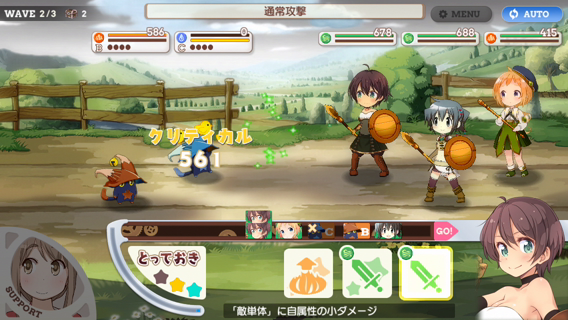 WAVE 2/3 2
通常攻撃
MENU
AUTO
586
B
0
C
678
688
415
クリティカル
561
C
B
GO!
とっておき
SUPPORT
「敵単体」に自属性の小ダメージ